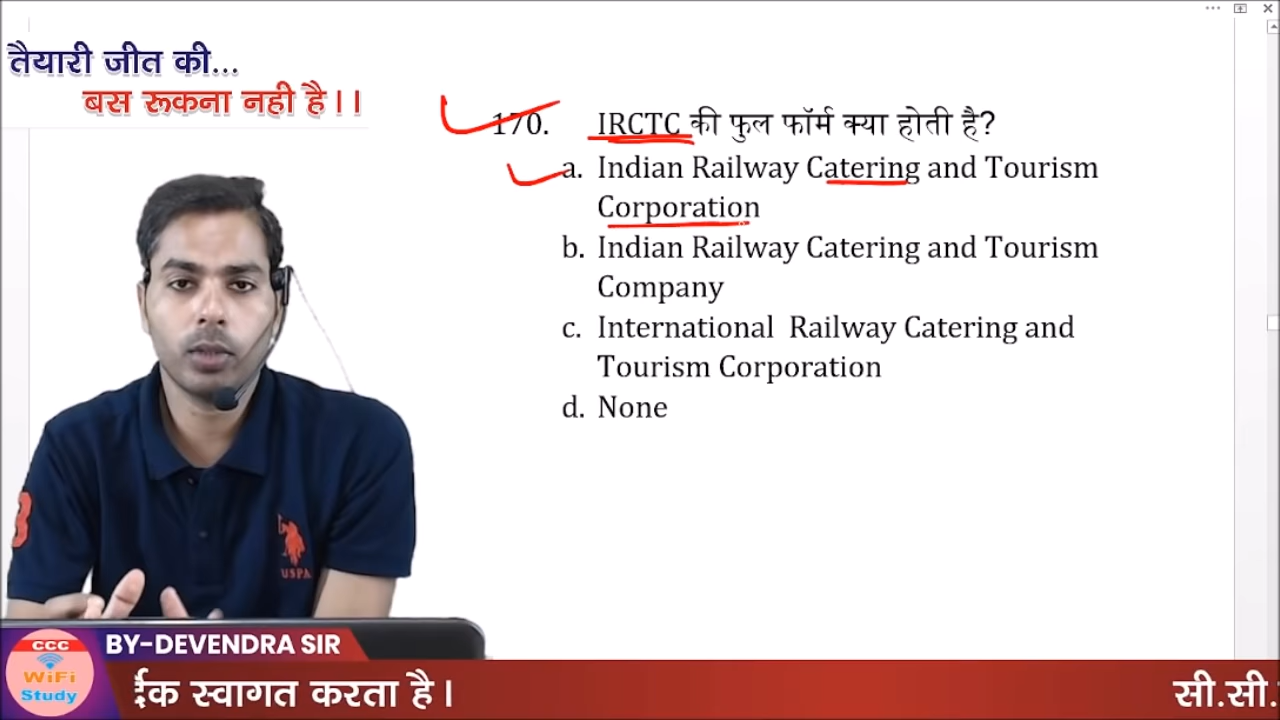 तैयारी जीत की...
बस रूकना नही है।।
170. IRCTC की फुल फॉर्म क्या होती है?
a. Indian Railway Catering and Tourism
Corporation
b. Indian Railway Catering and Tourism
Company
c. International Railway Catering and
Tourism Corporation
d. None
3
USPA
BY-DEVENDRA SIR
CCC
WiFi
Study
स्वागत करता है।
सी.सी.